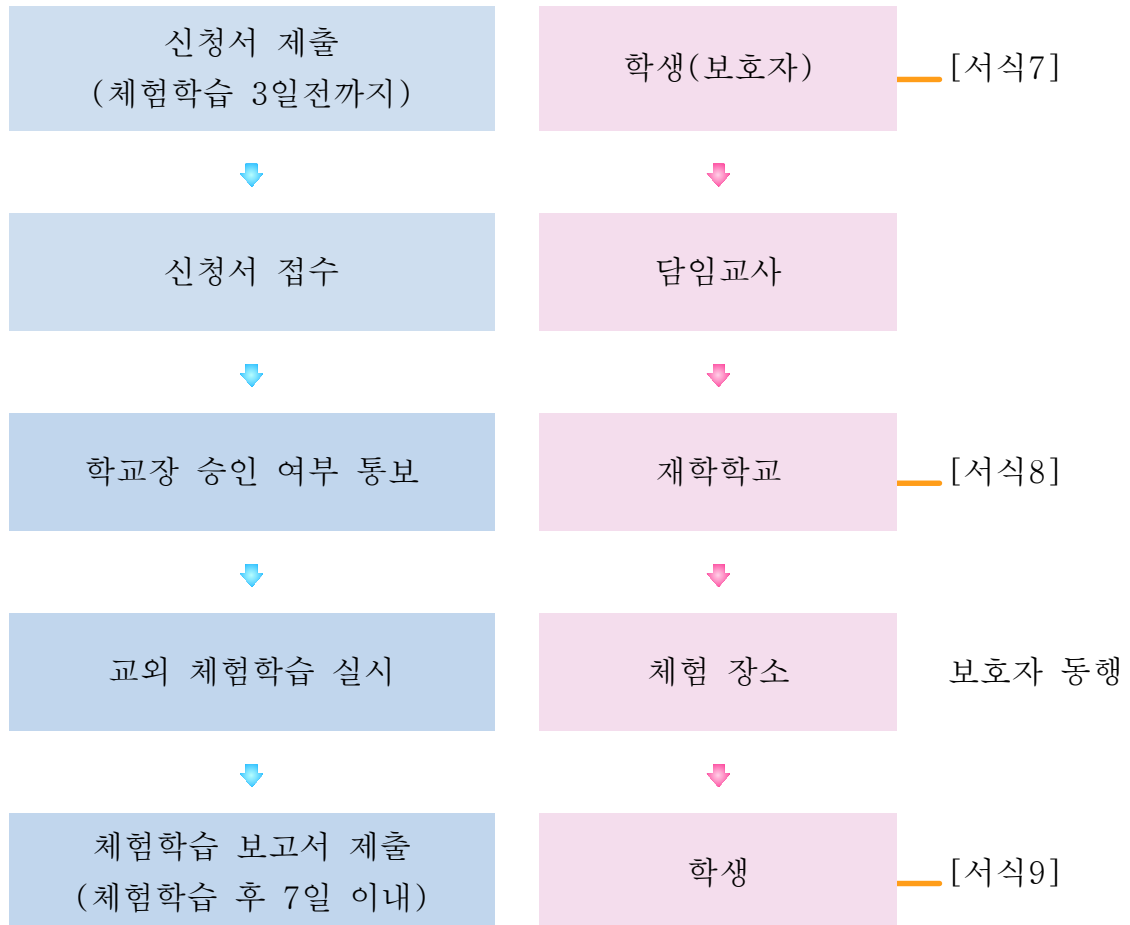 신청서 제출
(체험학습 3일전까지)
학생(보호자)
[서식7]
신청서 접수
담임교사
학교장 승인 여부 통보
재학학교
[서식8]
교외 체험학습 실시
체험 장소
보호자 동행
체험학습 보고서 제출
(체험학습 후 7일 이내)
학생
[서식9]